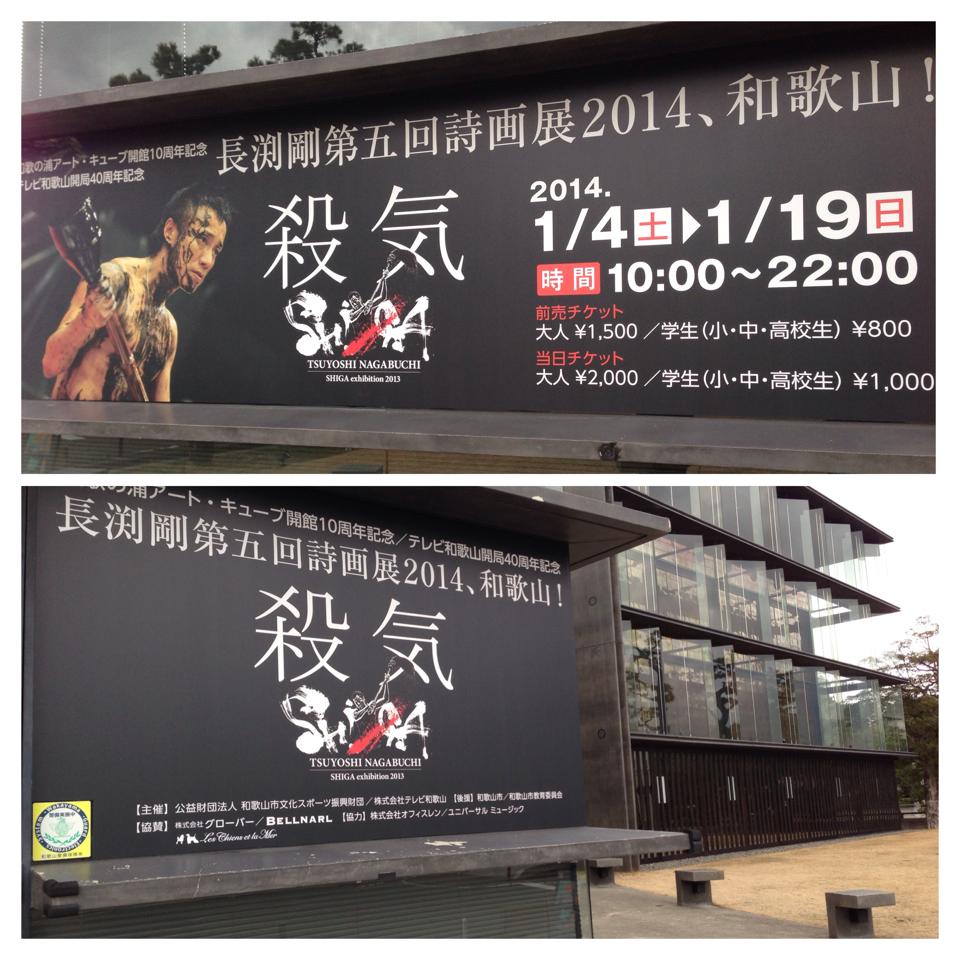 和歌の浦アート・キューブ開館10周年記念
テレビ和歌山開局40周年記念
長渕剛第五回詩画展2014、和歌山！
殺気
SHIGA
TSUYOSHI NAGABUCHI
SHIGA exhibition 2013
2014.
1/4土▶1/19日
時間 10:00～22:00
前売チケット
大人 ¥1,500 ／学生（小・中・高校生） ¥800
当日チケット
大人 ¥2,000 ／学生（小・中・高校生） ¥1,000
歌の浦アート・キューブ開館10周年記念／テレビ和歌山開局40周年記念
長渕剛第五回詩画展2014、和歌山！
殺気
SHIGA
TSUYOSHI NAGABUCHI
SHIGA exhibition 2013
【主催】公益財団法人 和歌山市文化スポーツ振興財団／株式会社テレビ和歌山 【後援】和歌山市／和歌山市教育委員会
【協賛】株式会社グローバー／BELLNARL 【協力】株式会社オフィスレン／ユニバーサル ミュージック
Les Chiens et la Mer